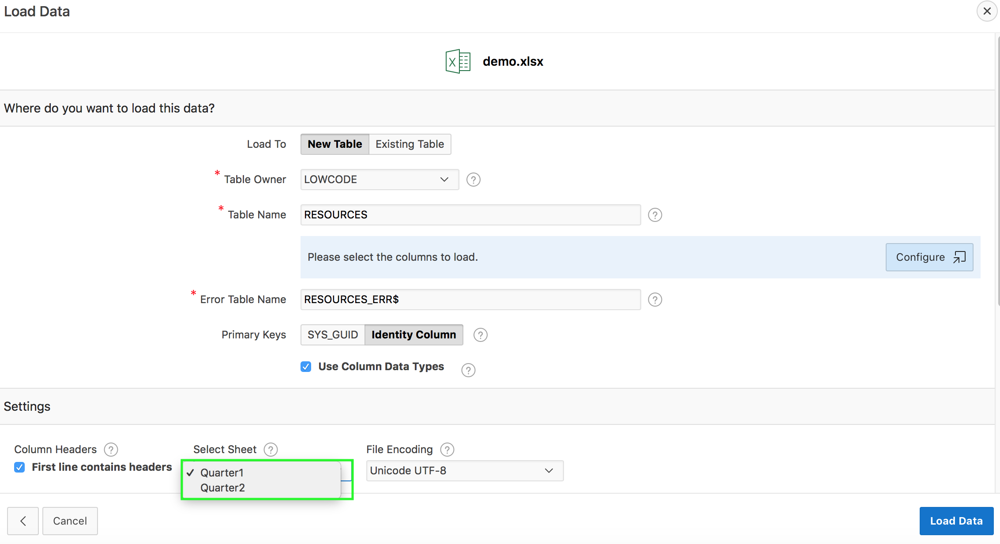 Load Data
demo.xlsx
Where do you want to load this data?
Load To New Table Existing Table
* Table Owner LOWCODE ?
* Table Name RESOURCES ?
Please select the columns to load. Configure
* Error Table Name RESOURCES_ERR$ ?
Primary Keys SYS_GUID Identity Column ?
Use Column Data Types ?
Settings
Column Headers ? Select Sheet ? File Encoding ?
First line contains headers Quarter1 Unicode UTF-8
Quarter2
Cancel Load Data